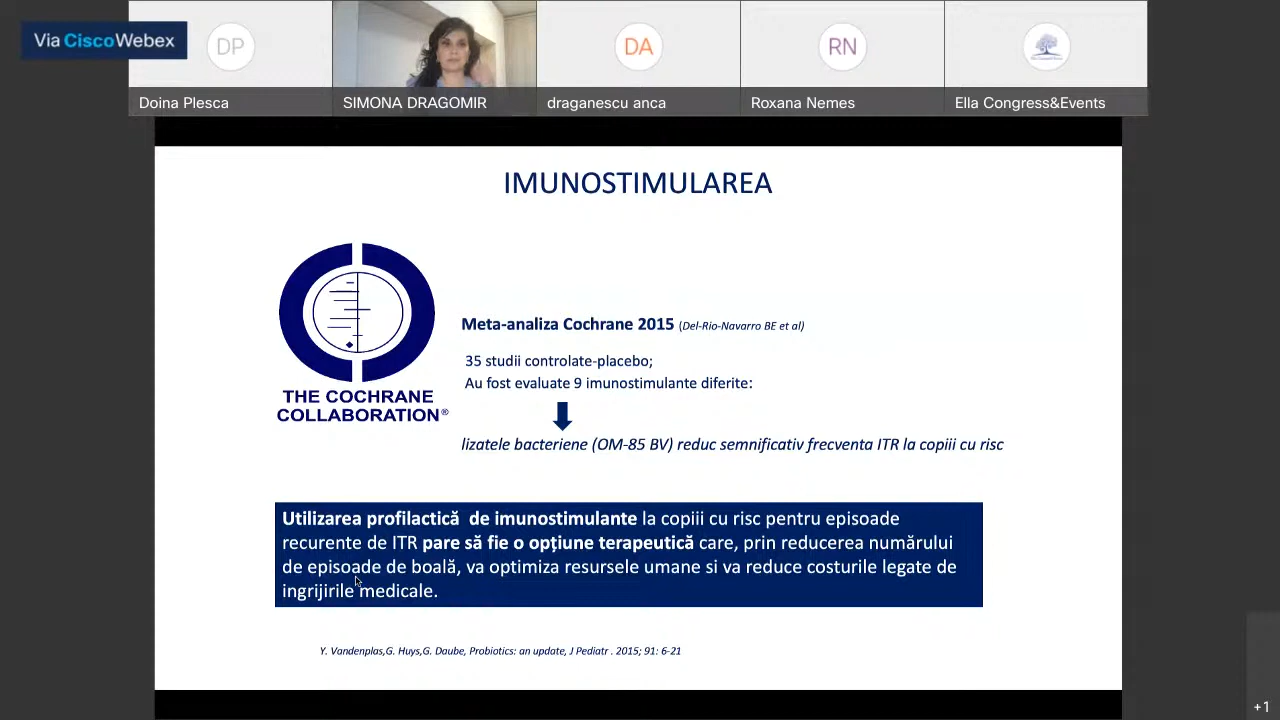 Via Cisco Webex
DP
DA
RN
Doina Plesca
SIMONA DRAGOMIR
draganescu anca
Roxana Nemes
Ella Congress&Events
IMUNOSTIMULAREA
THE COCHRANE
COLLABORATION®
Meta-analiza Cochrane 2015 (Del-Rio-Navarro BE et al)
35 studii controlate-placebo;
Au fost evaluate 9 imunostimulante diferite:
lizatele bacteriene (OM-85 BV) reduc semnificativ frecventa ITR la copiii cu risc
Utilizarea profilactică de imunostimulante la copiii cu risc pentru episoade
recurente de ITR pare să fie o opțiune terapeutică care, prin reducerea numărului
de episoade de boală, va optimiza resursele umane si va reduce costurile legate de
ingrijirile medicale.
Y. Vandenplas,G. Huys,G. Daube, Probiotics: an update, J Pediatr . 2015; 91: 6-21
+1